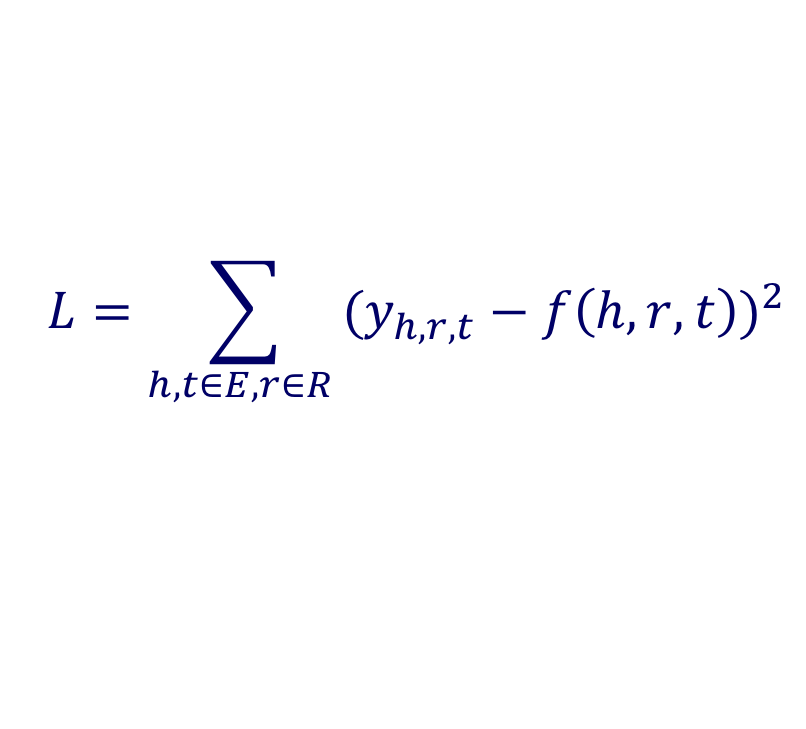 L = ∑ (y_{h,r,t} − f(h, r, t))²
h,t∈E,r∈R